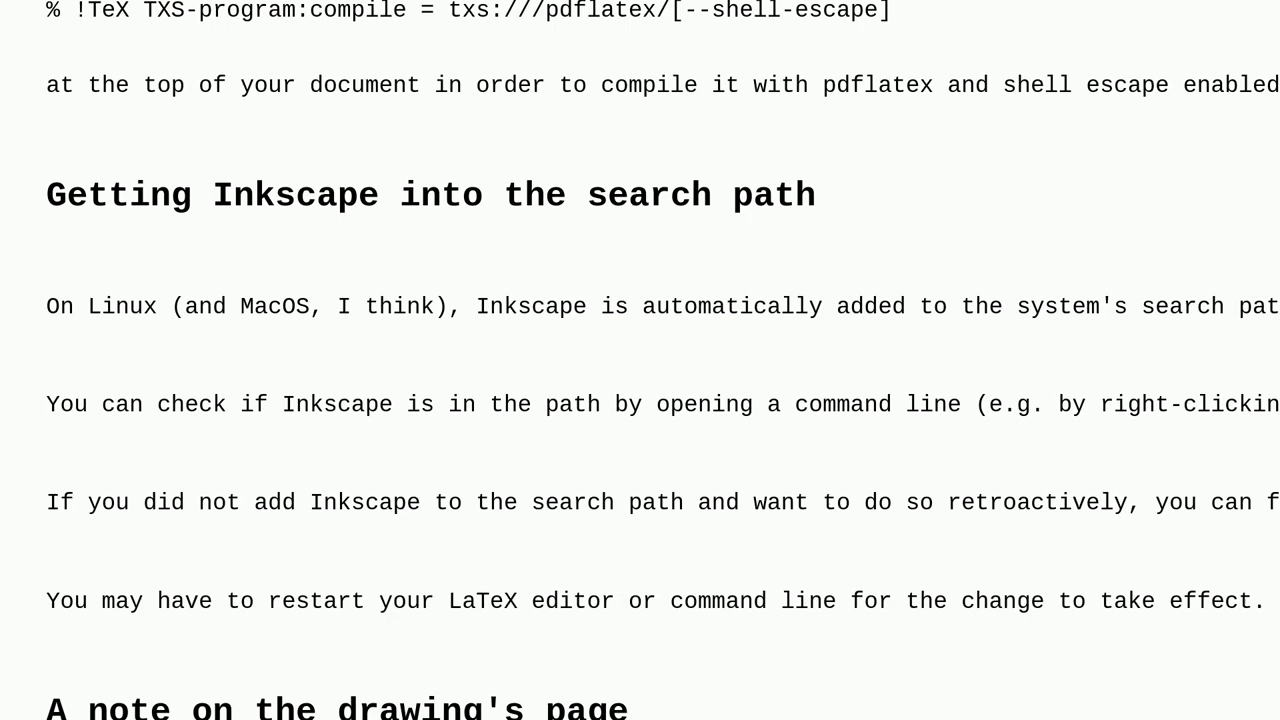 % !TeX TXS-program:compile = txs:///pdflatex/[--shell-escape]
at the top of your document in order to compile it with pdflatex and shell escape enabled
Getting Inkscape into the search path
On Linux (and MacOS, I think), Inkscape is automatically added to the system's search pat
You can check if Inkscape is in the path by opening a command line (e.g. by right-clickin
If you did not add Inkscape to the search path and want to do so retroactively, you can f
You may have to restart your LaTeX editor or command line for the change to take effect.
A note on the drawing's page